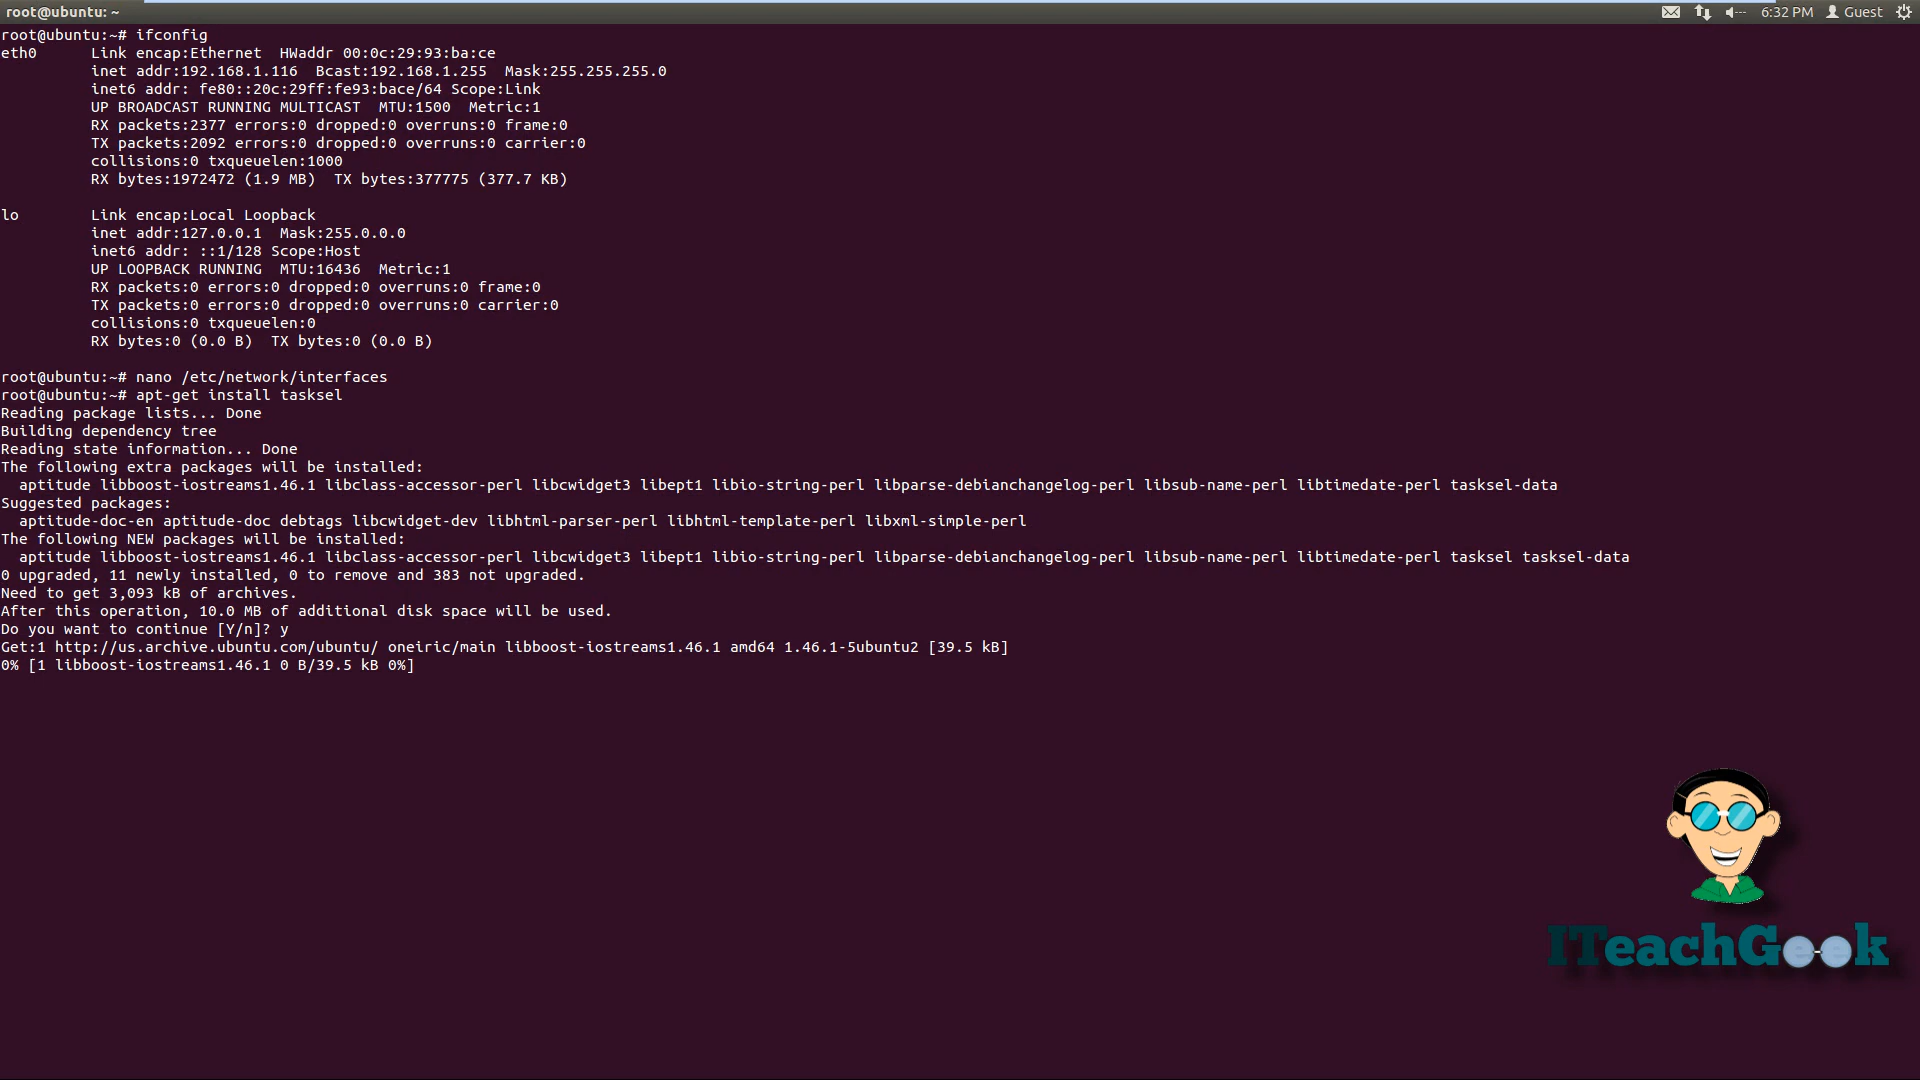 root@ubuntu: ~
6:32 PM Guest
root@ubuntu:~# ifconfig
eth0 Link encap:Ethernet HWaddr 00:0c:29:93:ba:ce
inet addr:192.168.1.116 Bcast:192.168.1.255 Mask:255.255.255.0
inet6 addr: fe80::20c:29ff:fe93:bace/64 Scope:Link
UP BROADCAST RUNNING MULTICAST MTU:1500 Metric:1
RX packets:2377 errors:0 dropped:0 overruns:0 frame:0
TX packets:2092 errors:0 dropped:0 overruns:0 carrier:0
collisions:0 txqueuelen:1000
RX bytes:1972472 (1.9 MB) TX bytes:377775 (377.7 KB)
lo Link encap:Local Loopback
inet addr:127.0.0.1 Mask:255.0.0.0
inet6 addr: ::1/128 Scope:Host
UP LOOPBACK RUNNING MTU:16436 Metric:1
RX packets:0 errors:0 dropped:0 overruns:0 frame:0
TX packets:0 errors:0 dropped:0 overruns:0 carrier:0
collisions:0 txqueuelen:0
RX bytes:0 (0.0 B) TX bytes:0 (0.0 B)
root@ubuntu:~# nano /etc/network/interfaces
root@ubuntu:~# apt-get install tasksel
Reading package lists... Done
Building dependency tree
Reading state information... Done
The following extra packages will be installed:
aptitude libboost-iostreams1.46.1 libclass-accessor-perl libcwidget3 libept1 libio-string-perl libparse-debianchangelog-perl libsub-name-perl libtimedate-perl tasksel-data
Suggested packages:
aptitude-doc-en aptitude-doc debtags libcwidget-dev libhtml-parser-perl libhtml-template-perl libxml-simple-perl
The following NEW packages will be installed:
aptitude libboost-iostreams1.46.1 libclass-accessor-perl libcwidget3 libept1 libio-string-perl libparse-debianchangelog-perl libsub-name-perl libtimedate-perl tasksel tasksel-data
0 upgraded, 11 newly installed, 0 to remove and 383 not upgraded.
Need to get 3,093 kB of archives.
After this operation, 10.0 MB of additional disk space will be used.
Do you want to continue [Y/n]? y
Get:1 http://us.archive.ubuntu.com/ubuntu/ oneiric/main libboost-iostreams1.46.1 amd64 1.46.1-5ubuntu2 [39.5 kB]
0% [1 libboost-iostreams1.46.1 0 B/39.5 kB 0%]
ITeachGeek